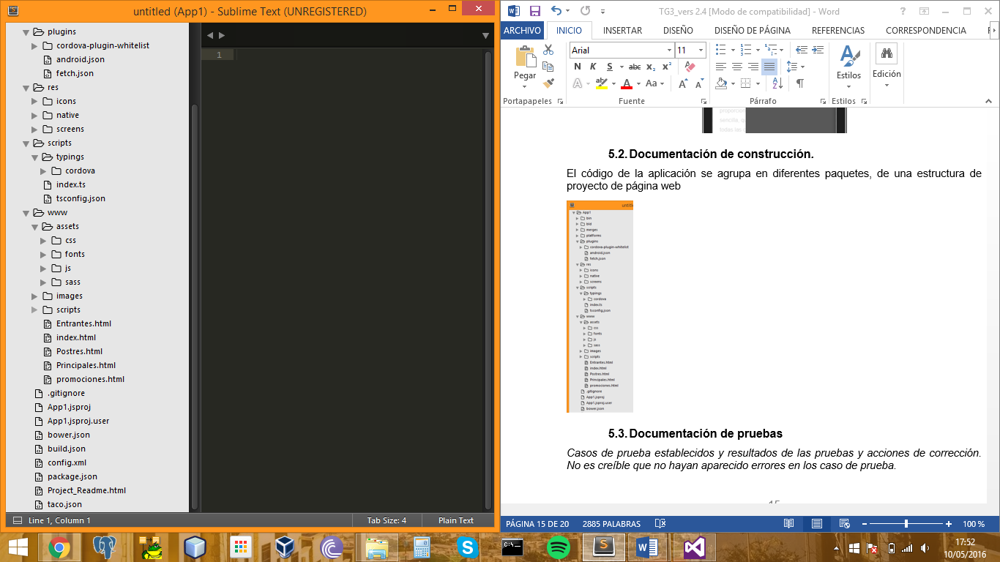 untitled (App1) - Sublime Text (UNREGISTERED)
plugins
cordova-plugin-whitelist
android.json
fetch.json
res
icons
native
screens
scripts
typings
cordova
index.ts
tsconfig.json
www
assets
css
fonts
js
sass
images
scripts
Entrantes.html
index.html
Postres.html
Principales.html
promociones.html
.gitignore
App1.jsproj
App1.jsproj.user
bower.json
build.json
config.xml
package.json
Project_Readme.html
taco.json
1
Line 1, Column 1
Tab Size: 4
Plain Text
TG3_vers 2.4 [Modo de compatibilidad] - Word
ARCHIVO INICIO INSERTAR DISEÑO DISEÑO DE PÁGINA REFERENCIAS CORRESPONDENCIA
Arial 11
Pegar
N K S abc x₂ x²
Aa
Estilos
Edición
Portapapeles Fuente Párrafo Estilos
sencilla, q
todas las
5.2. Documentación de construcción.
El código de la aplicación se agrupa en diferentes paquetes, de una estructura de
proyecto de página web
App1
bin
bld
merges
platforms
plugins
cordova-plugin-whitelist
android.json
fetch.json
res
icons
native
screens
scripts
typings
cordova
index.ts
tsconfig.json
www
assets
css
fonts
js
sass
images
scripts
Entrantes.html
index.html
Postres.html
Principales.html
promociones.html
.gitignore
App1.jsproj
App1.jsproj.user
bower.json
5.3. Documentación de pruebas
Casos de prueba establecidos y resultados de las pruebas y acciones de corrección.
No es creíble que no hayan aparecido errores en los caso de prueba.
PÁGINA 15 DE 20 2885 PALABRAS 100 %
17:52
10/05/2016